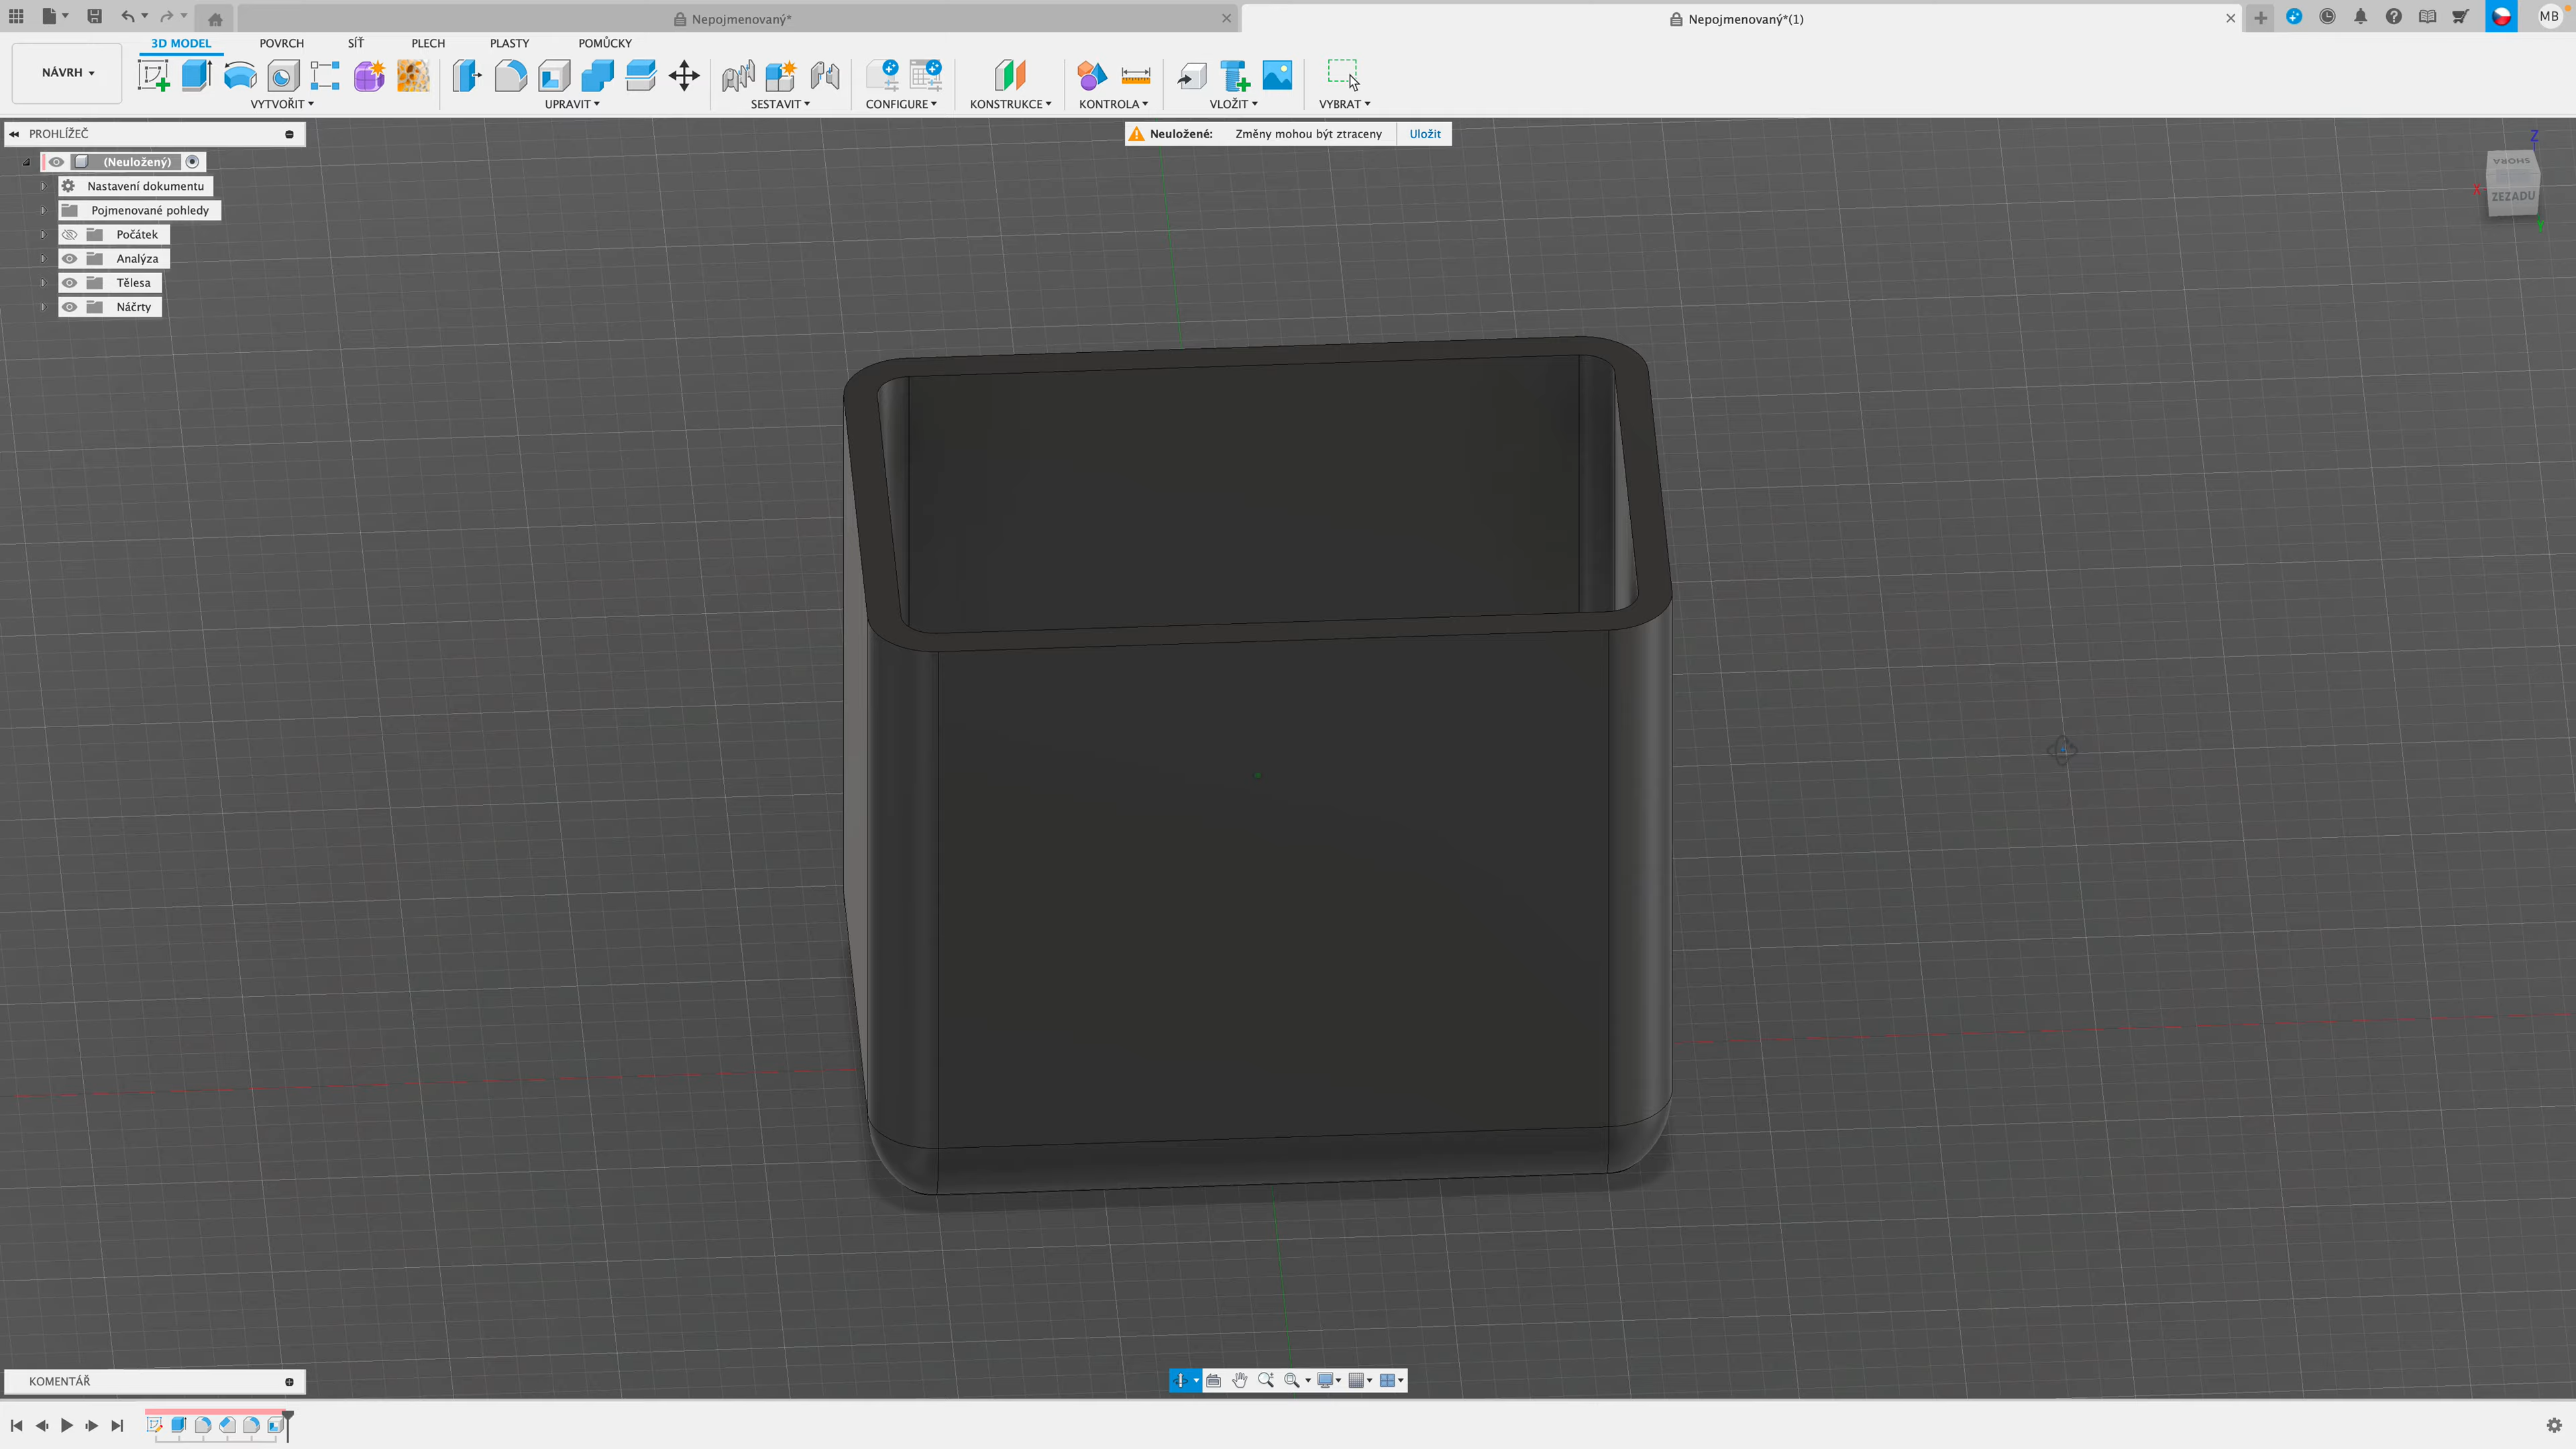 Nepojmenovaný*
Nepojmenovaný*(1)
MB
3D MODEL
POVRCH
SÍŤ
PLECH
PLASTY
POMŮCKY
NÁVRH
VYTVOŘIT
UPRAVIT
SESTAVIT
CONFIGURE
KONSTRUKCE
KONTROLA
VLOŽIT
VYBRAT
PROHLÍŽEČ
Neuložené:
Změny mohou být ztraceny
Uložit
(Neuložený)
Nastavení dokumentu
Pojmenované pohledy
Počátek
Analýza
Tělesa
Náčrty
Z
SHORA
X
ZEZADU
Y
KOMENTÁŘ